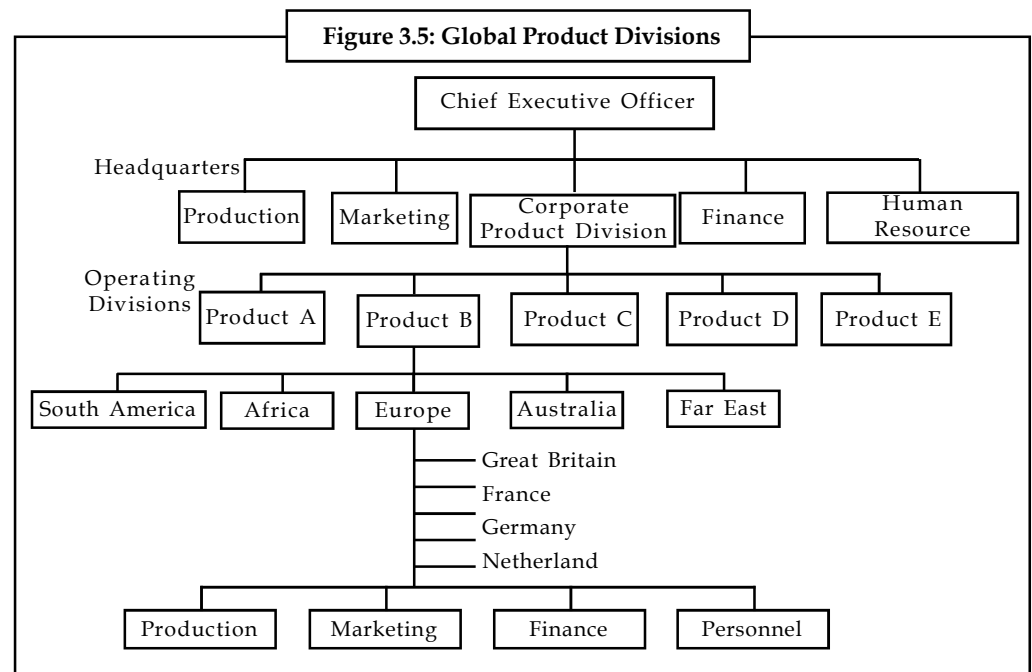 Figure 3.5: Global Product Divisions
Chief Executive Officer
Headquarters
Production
Marketing
Corporate
Product Division
Finance
Human
Resource
Operating
Divisions
Product A
Product B
Product C
Product D
Product E
South America
Africa
Europe
Australia
Far East
Great Britain
France
Germany
Netherland
Production
Marketing
Finance
Personnel